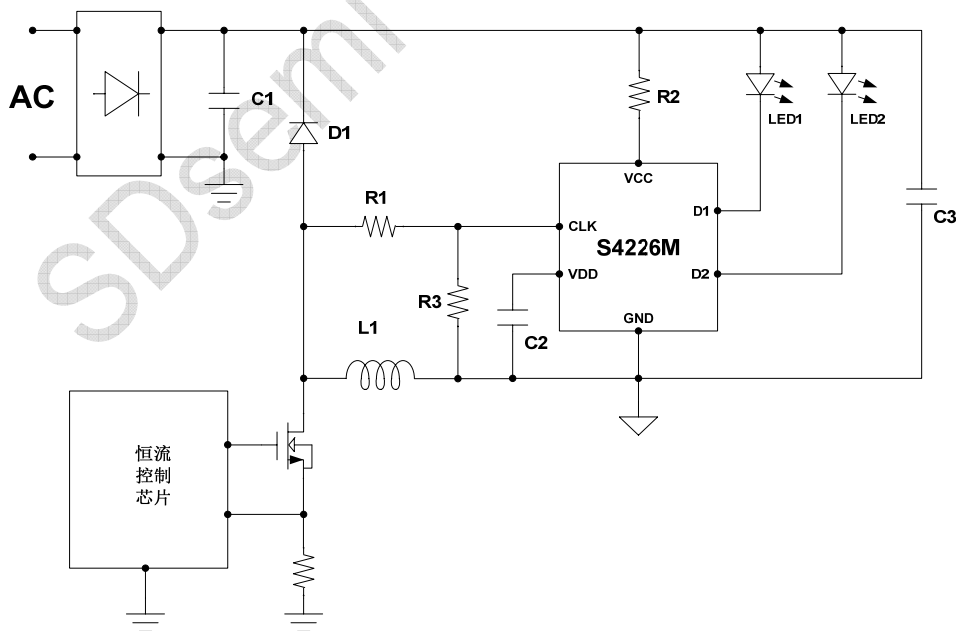 SDsemi
AC
C1
D1
R2
LED1
LED2
VCC
R1
CLK
D1
C3
S4226M
VDD
D2
R3
C2
GND
L1
恒流
控制
芯片